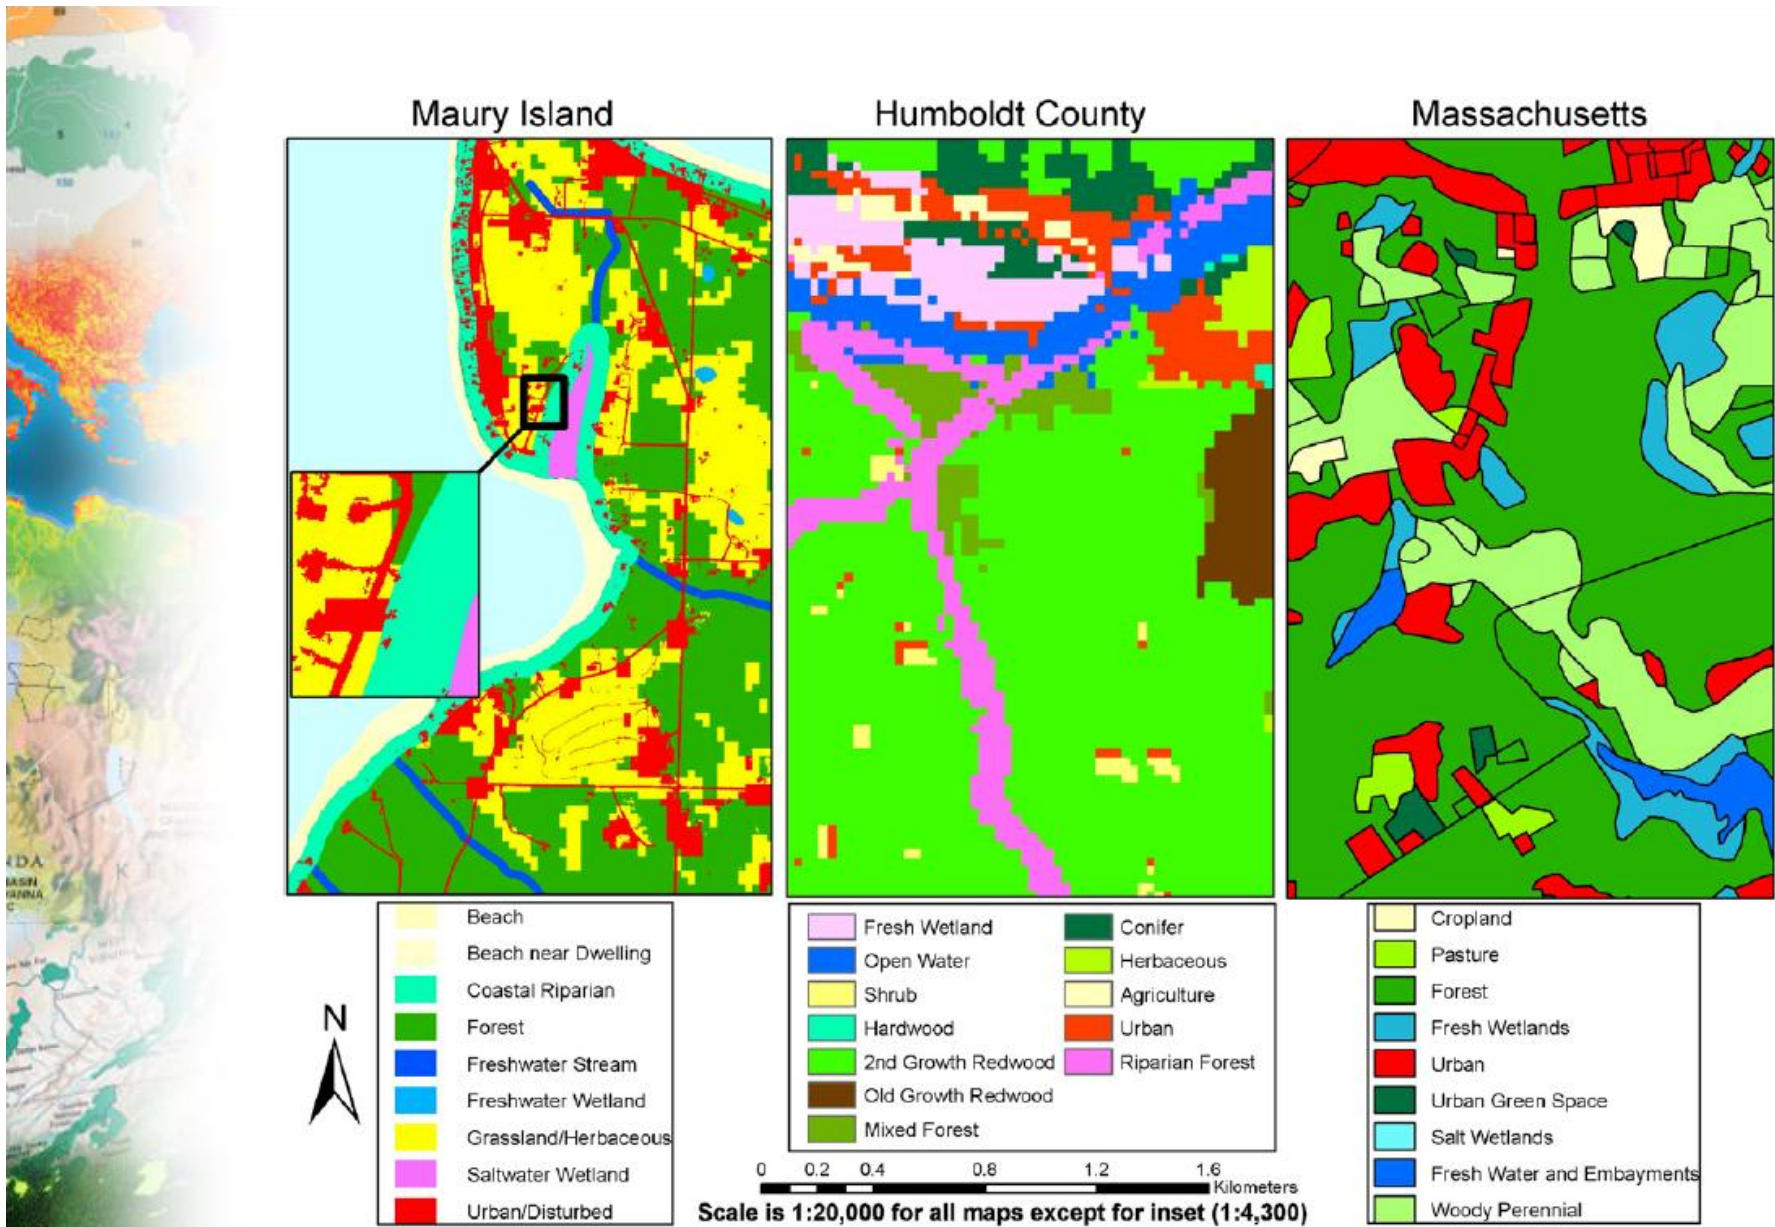 Maury Island
Humboldt County
Massachusetts
Beach
Beach near Dwelling
Coastal Riparian
Forest
Freshwater Stream
Freshwater Wetland
Grassland/Herbaceous
Saltwater Wetland
Urban/Disturbed
N
Fresh Wetland
Open Water
Shrub
Hardwood
2nd Growth Redwood
Old Growth Redwood
Mixed Forest
Conifer
Herbaceous
Agriculture
Urban
Riparian Forest
Cropland
Pasture
Forest
Fresh Wetlands
Urban
Urban Green Space
Salt Wetlands
Fresh Water and Embayments
Woody Perennial
0 0.2 0.4 0.8 1.2 1.6
Kilometers
Scale is 1:20,000 for all maps except for inset (1:4,300)